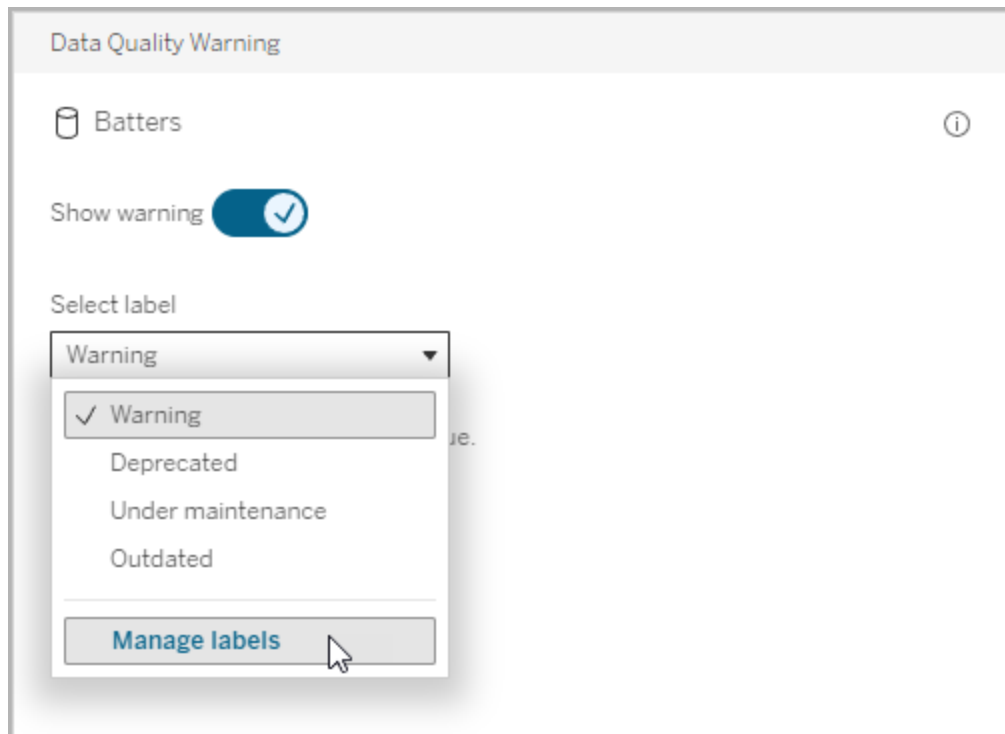 Data Quality Warning
Batters
Show warning
Select label
Warning
Warning
Deprecated
Under maintenance
Outdated
Manage labels